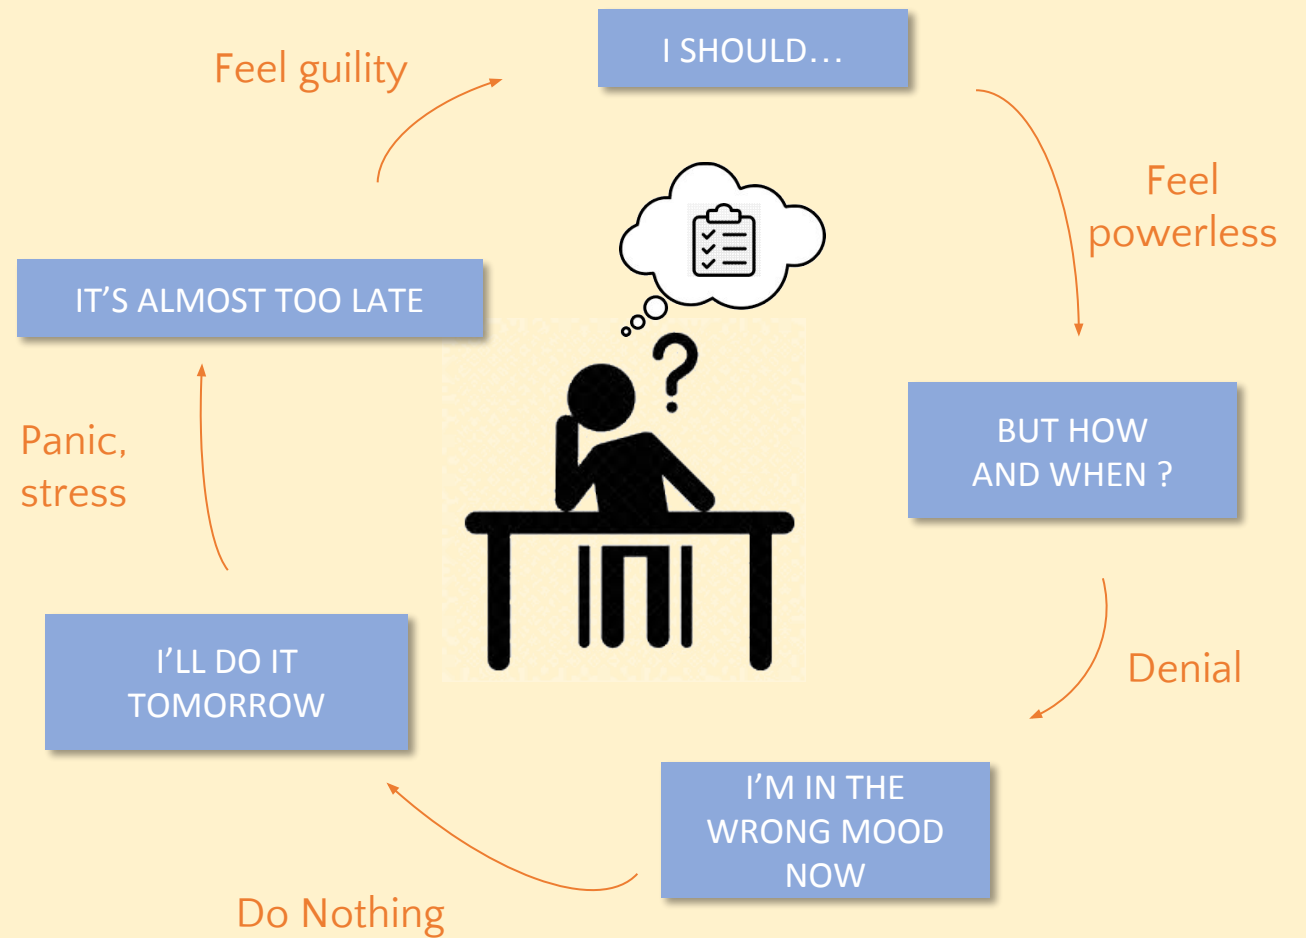 I SHOULD…
Feel
powerless
BUT HOW
AND WHEN ?
Denial
I'M IN THE
WRONG MOOD
NOW
Do Nothing
I'LL DO IT
TOMORROW
Panic,
stress
IT'S ALMOST TOO LATE
Feel guility
?